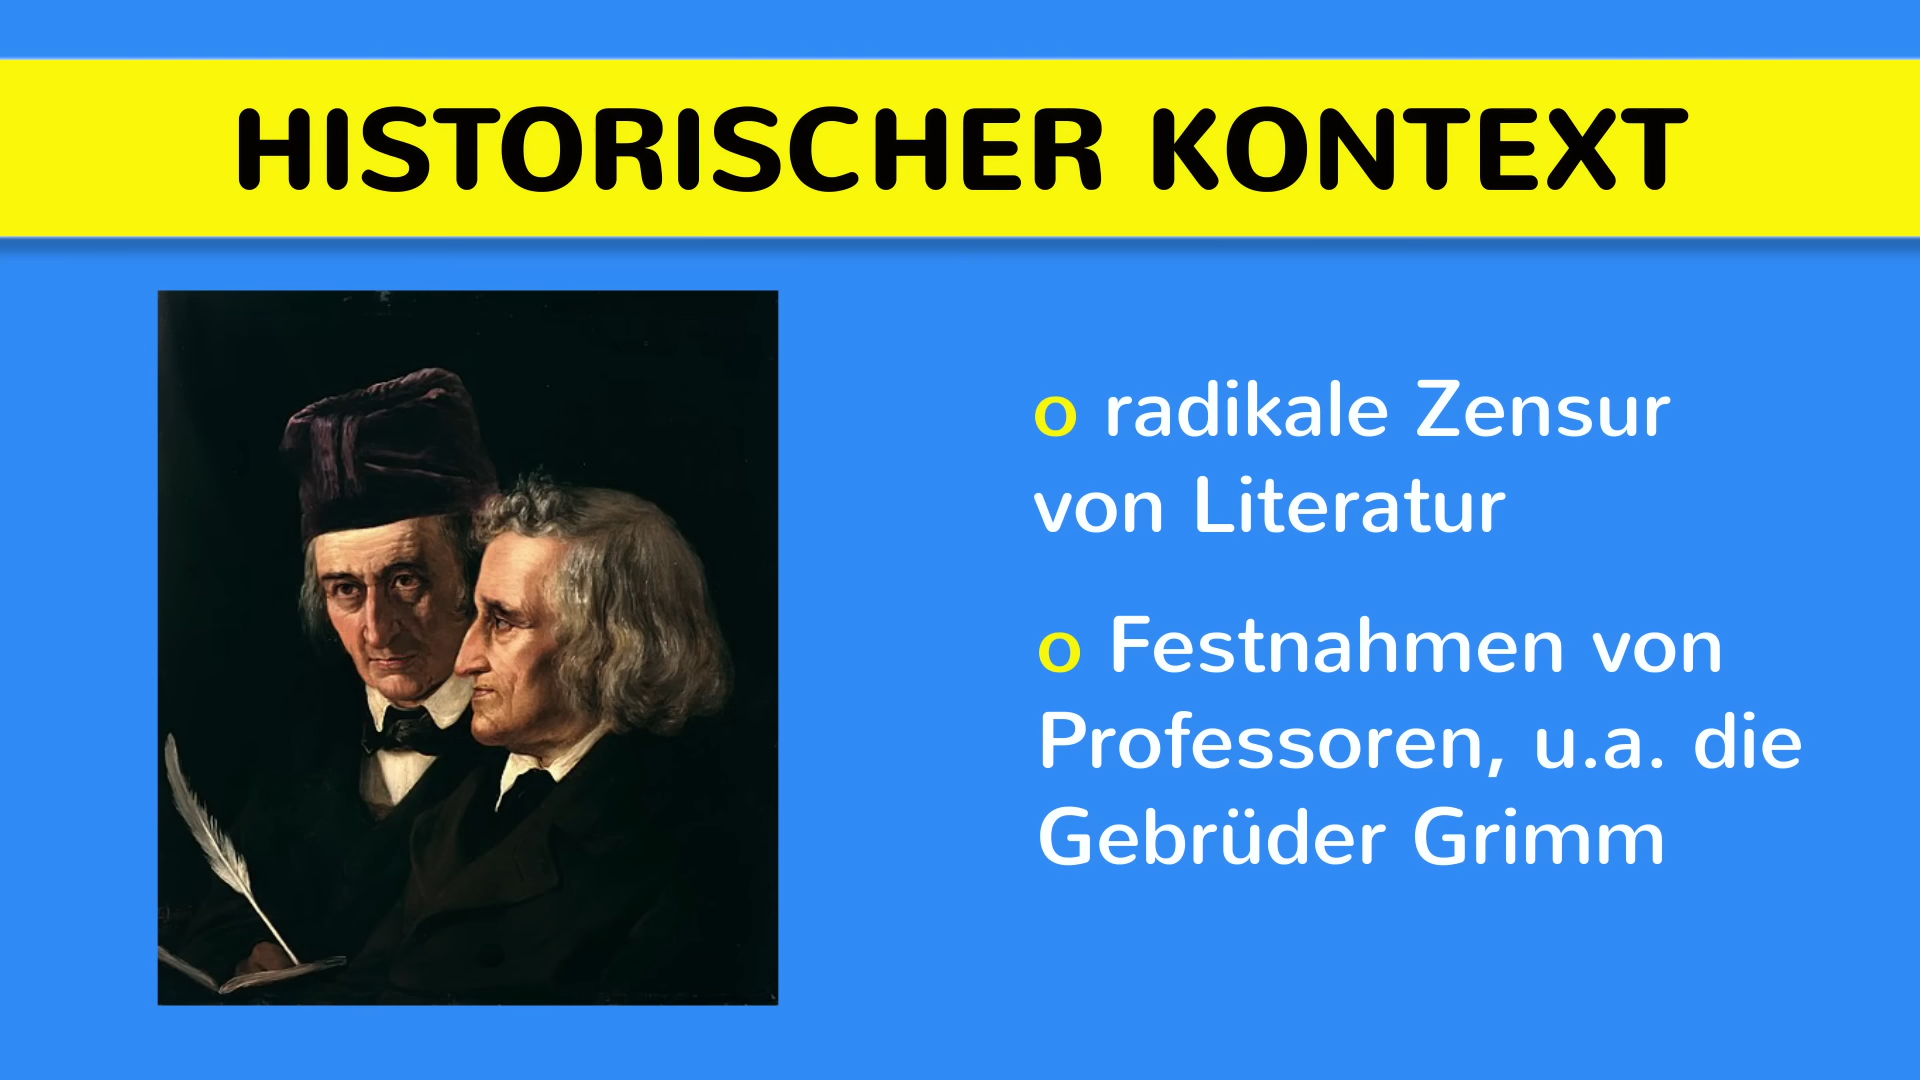 HISTORISCHER KONTEXT
o radikale Zensur
von Literatur
o Festnahmen von
Professoren, u.a. die
Gebrüder Grimm